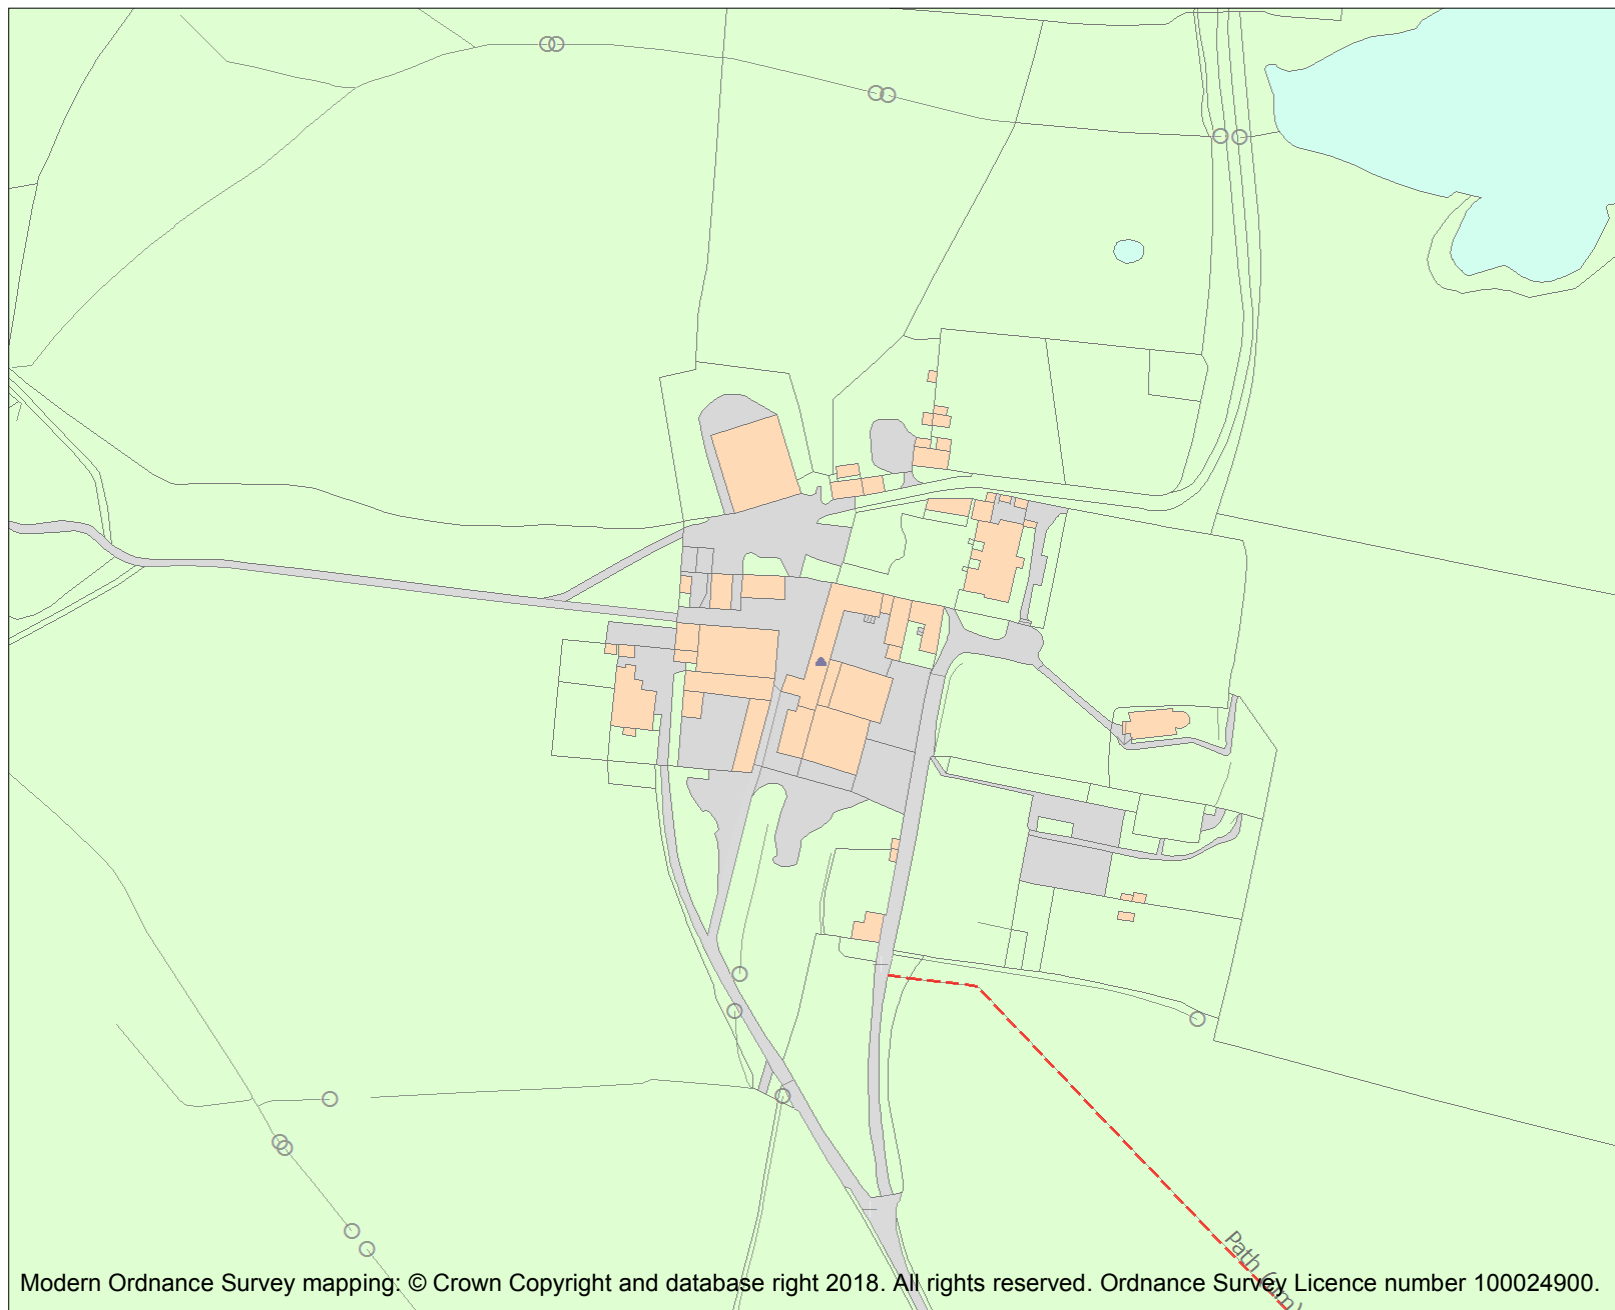 Path (um)
Modern Ordnance Survey mapping: © Crown Copyright and database right 2018. All rights reserved. Ordnance Survey Licence number 100024900.